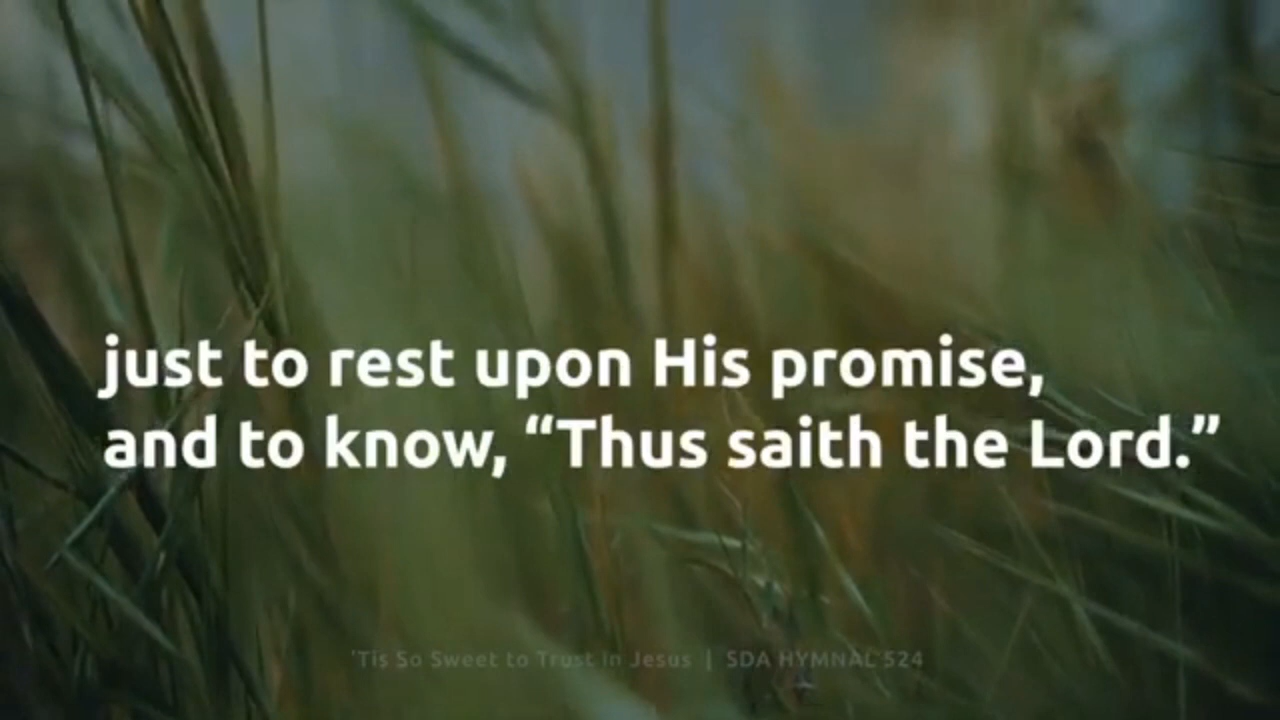 just to rest upon His promise,
and to know, “Thus saith the Lord.”
'Tis So Sweet to Trust in Jesus | SDA HYMNAL 524